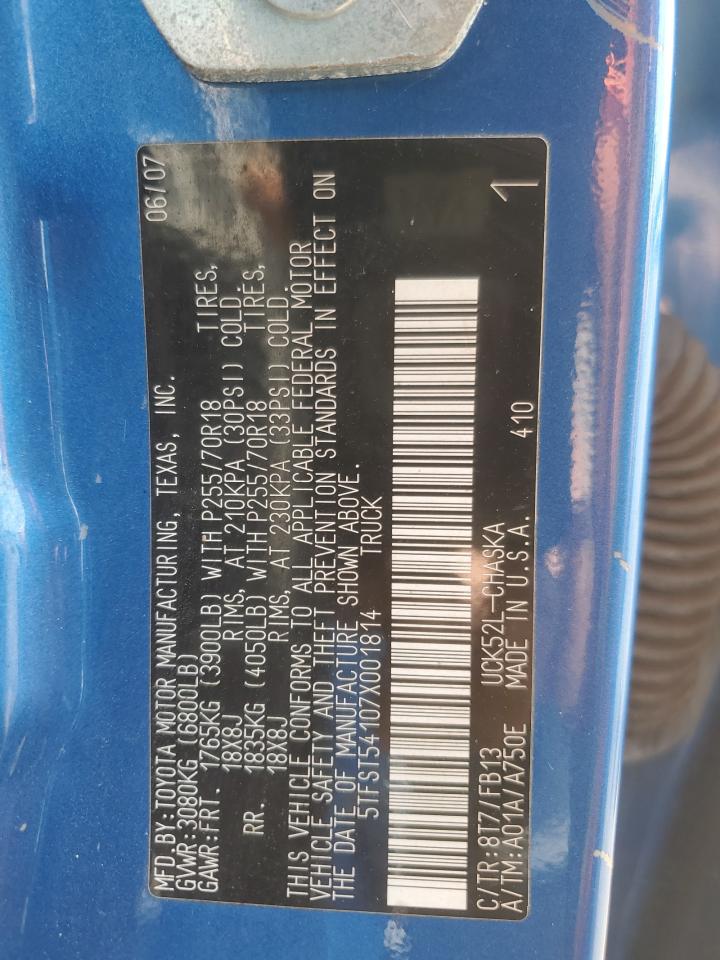 MFD.BY:TOYOTA MOTOR MANUFACTURING, TEXAS, INC. 06/07
GVWR:3080KG (6800LB)
GAWR:FRT. 1765KG (3900LB) WITH P255/70R18 TIRES,
18X8J RIMS, AT 210KPA (30PSI) COLD.
RR. 1835KG (4050LB) WITH P255/70R18 TIRES,
18X8J RIMS, AT 230KPA (33PSI) COLD.
THIS VEHICLE CONFORMS TO ALL APPLICABLE FEDERAL MOTOR
VEHICLE SAFETY AND THEFT PREVENTION STANDARDS IN EFFECT ON
THE DATE OF MANUFACTURE SHOWN ABOVE.
5TFST54107X001814 TRUCK
C/TR:8T7/FB13 UCK52L-CHASKA
A/TM:A01A/A750E MADE IN U.S.A. 410 1